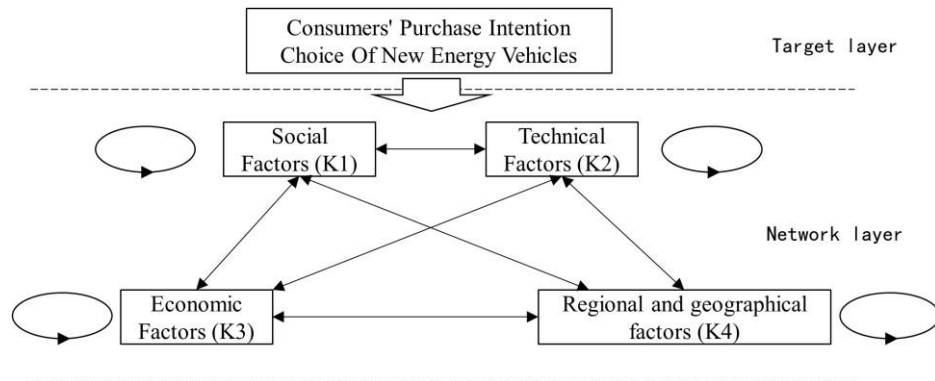 Consumers' Purchase Intention
Choice Of New Energy Vehicles
Target layer
Social
Factors (K1)
Technical
Factors (K2)
Network layer
Economic
Factors (K3)
Regional and geographical
factors (K4)